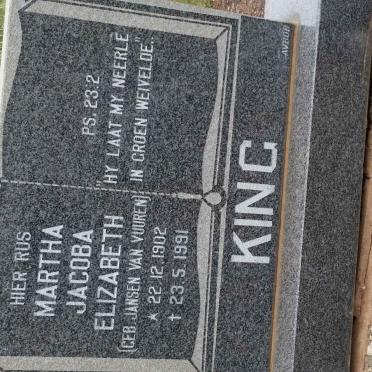 HIER RUS
MARTHA
JACOBA
ELIZABETH
(GEB. JANSEN VAN VUUREN)
★ 22.12.1902
† 23.5.1991
PS. 23:2
"HY LAAT MY NEERLÊ
IN GROEN WEIVELDE."
KING